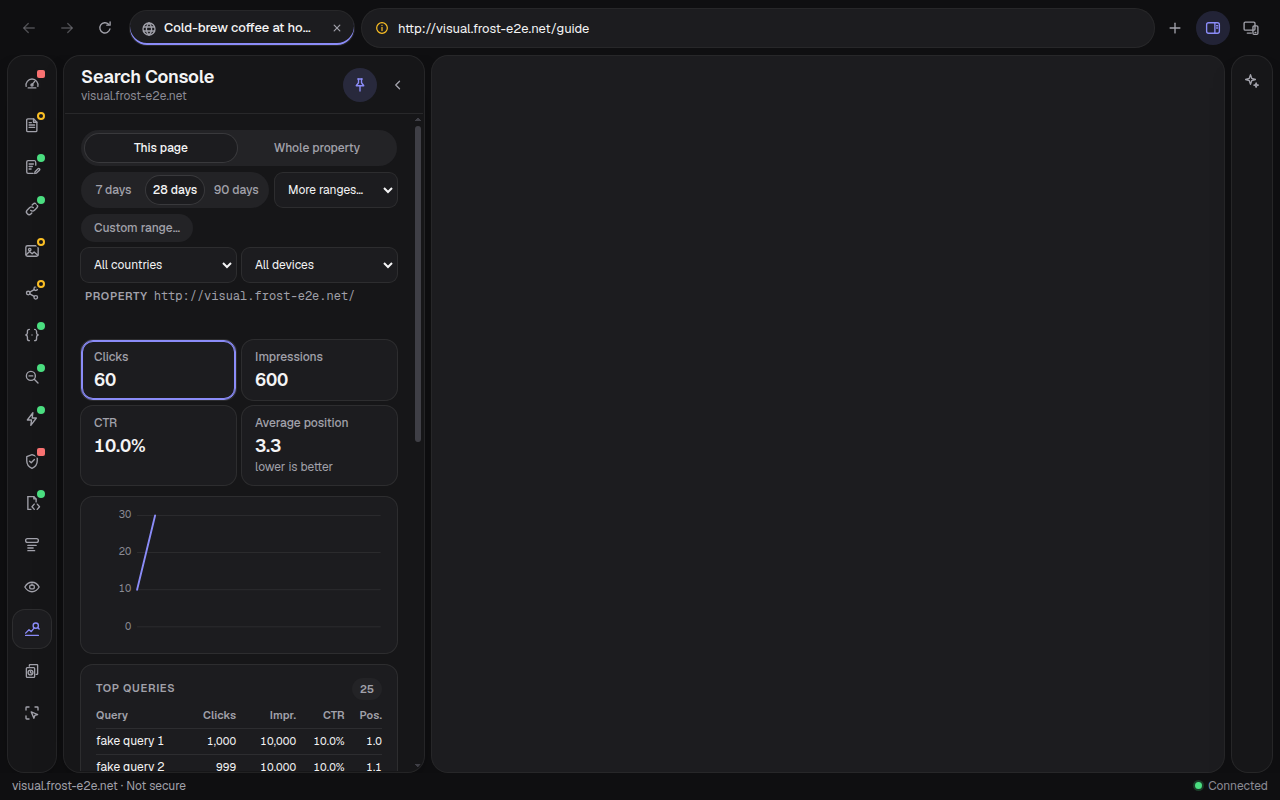 Cold-brew coffee at ho...
http://visual.frost-e2e.net/guide
Search Console
visual.frost-e2e.net
This page
Whole property
7 days
28 days
90 days
More ranges...
Custom range...
All countries
All devices
PROPERTY http://visual.frost-e2e.net/
Clicks
60
Impressions
600
CTR
10.0%
Average position
3.3
lower is better
30
20
10
0
TOP QUERIES
25
Query Clicks Impr. CTR Pos.
fake query 1 1,000 10,000 10.0% 1.0
fake query 2 999 10,000 10.0% 1.1
visual.frost-e2e.net · Not secure
Connected